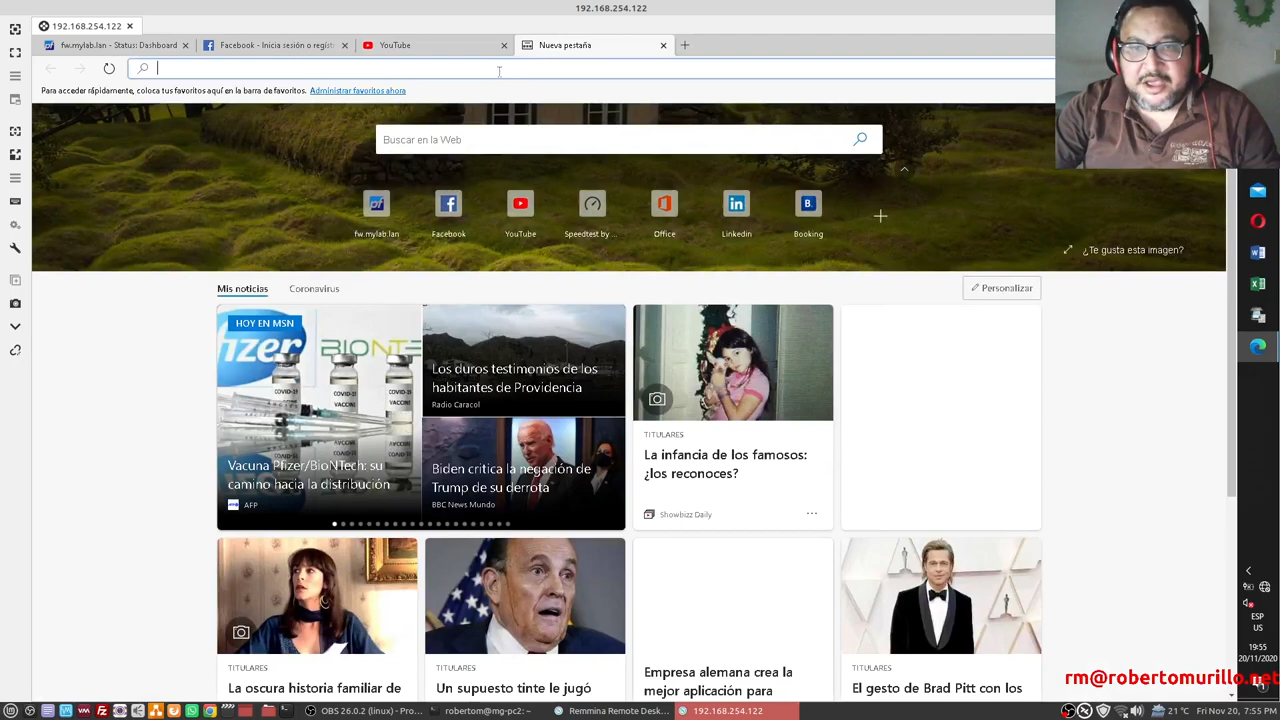 192.168.254.122
192.168.254.122
fw.mylab.lan - Status: Dashboard
Facebook - Inicia sesión o regíst
YouTube
Nueva pestaña
Para acceder rápidamente, coloca tus favoritos aquí en la barra de favoritos. Administrar favoritos ahora
Buscar en la Web
fw.mylab.lan
Facebook
YouTube
Speedtest by ...
Office
Linkedin
Booking
¿Te gusta esta imagen?
Mis noticias
Coronavirus
Personalizar
HOY EN MSN
izer
BIONTE
COVID-19
VACCINE
Vacuna Pfizer/BioNTech: su
camino hacia la distribución
AFP
Los duros testimonios de los
habitantes de Providencia
Radio Caracol
Biden critica la negación de
Trump de su derrota
BBC News Mundo
TITULARES
La infancia de los famosos:
¿los reconoces?
Showbizz Daily
TITULARES
La oscura historia familiar de
TITULARES
Un supuesto tinte le jugó
Empresa alemana crea la
mejor aplicación para
TITULARES
El gesto de Brad Pitt con los
ESP
US
19:55
20/11/2020
rm@robertomurillo.net
OBS 26.0.2 (linux) - Pro...
robertom@mg-pc2: ~
Remmina Remote Desk...
192.168.254.122
21 °C
Fri Nov 20, 7:55 PM